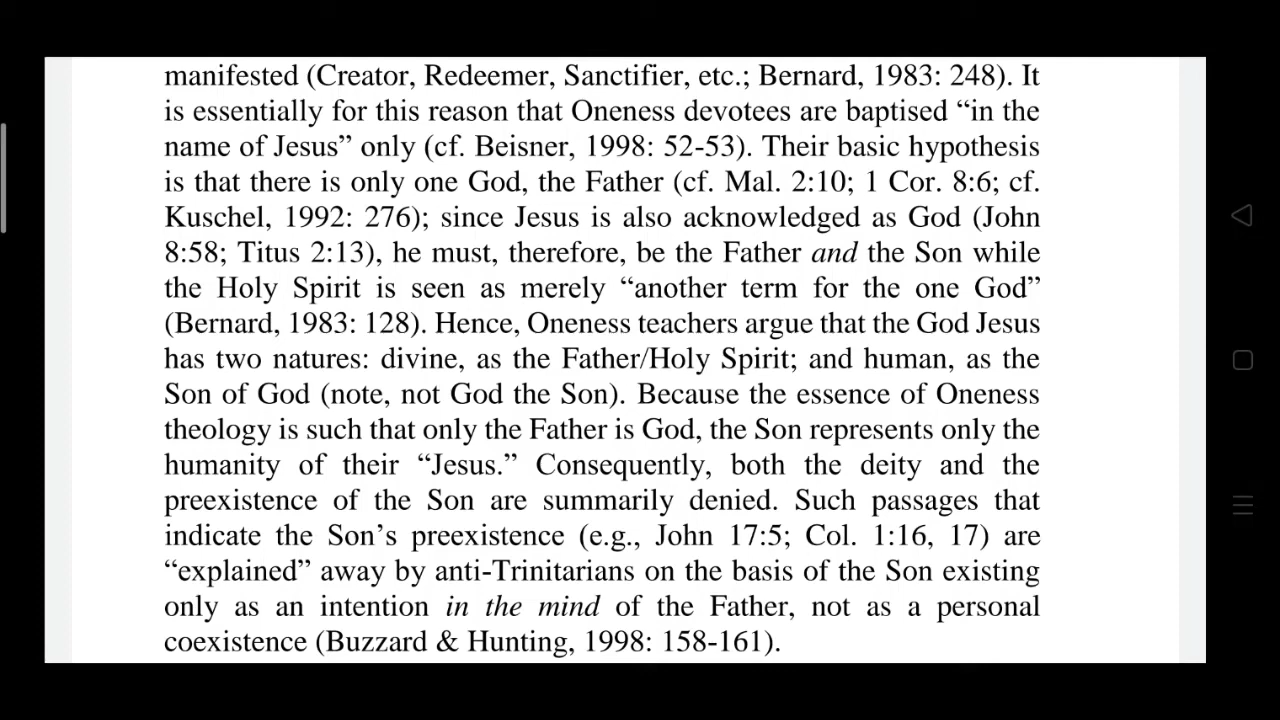 manifested (Creator, Redeemer, Sanctifier, etc.; Bernard, 1983: 248). It
is essentially for this reason that Oneness devotees are baptised “in the
name of Jesus” only (cf. Beisner, 1998: 52-53). Their basic hypothesis
is that there is only one God, the Father (cf. Mal. 2:10; 1 Cor. 8:6; cf.
Kuschel, 1992: 276); since Jesus is also acknowledged as God (John
8:58; Titus 2:13), he must, therefore, be the Father and the Son while
the Holy Spirit is seen as merely “another term for the one God”
(Bernard, 1983: 128). Hence, Oneness teachers argue that the God Jesus
has two natures: divine, as the Father/Holy Spirit; and human, as the
Son of God (note, not God the Son). Because the essence of Oneness
theology is such that only the Father is God, the Son represents only the
humanity of their “Jesus.” Consequently, both the deity and the
preexistence of the Son are summarily denied. Such passages that
indicate the Son’s preexistence (e.g., John 17:5; Col. 1:16, 17) are
“explained” away by anti-Trinitarians on the basis of the Son existing
only as an intention in the mind of the Father, not as a personal
coexistence (Buzzard & Hunting, 1998: 158-161).